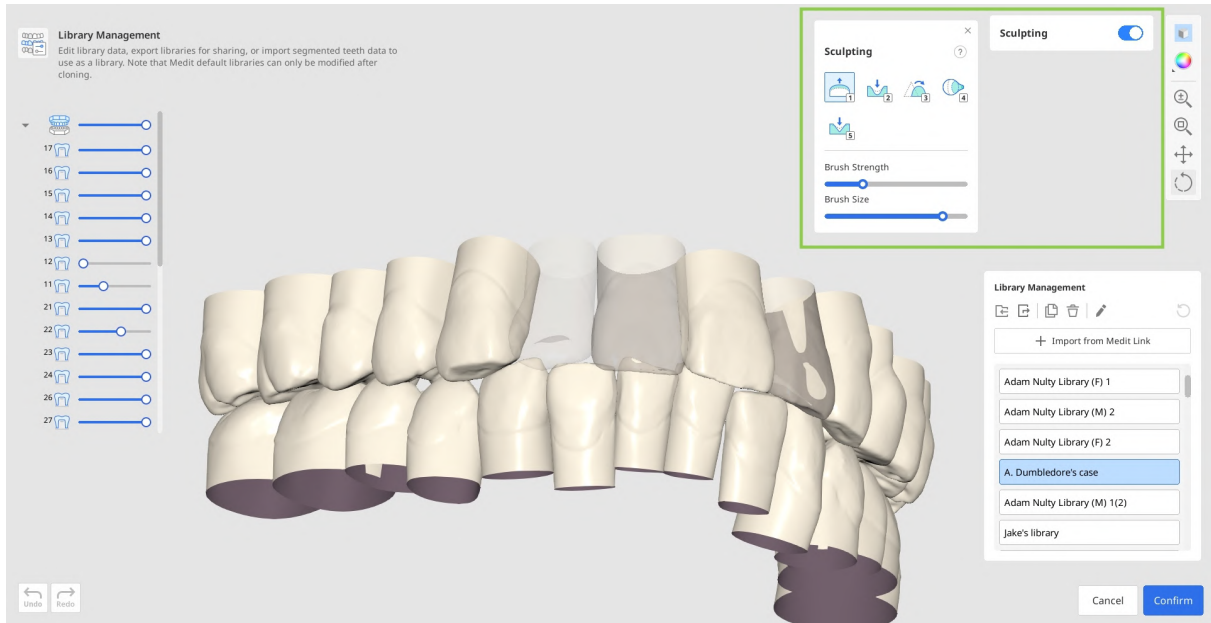 Library Management
Edit library data, export libraries for sharing, or import segmented teeth data to
use as a library. Note that Medit default libraries can only be modified after
cloning.
17
16
15
14
13
12
11
21
22
23
24
26
27
Undo
Redo
Sculpting
?
1
2
3
4
5
Brush Strength
Brush Size
Sculpting
Library Management
Import from Medit Link
Adam Nulty Library (F) 1
Adam Nulty Library (M) 2
Adam Nulty Library (F) 2
A. Dumbledore's case
Adam Nulty Library (M) 1(2)
Jake's library
Cancel
Confirm